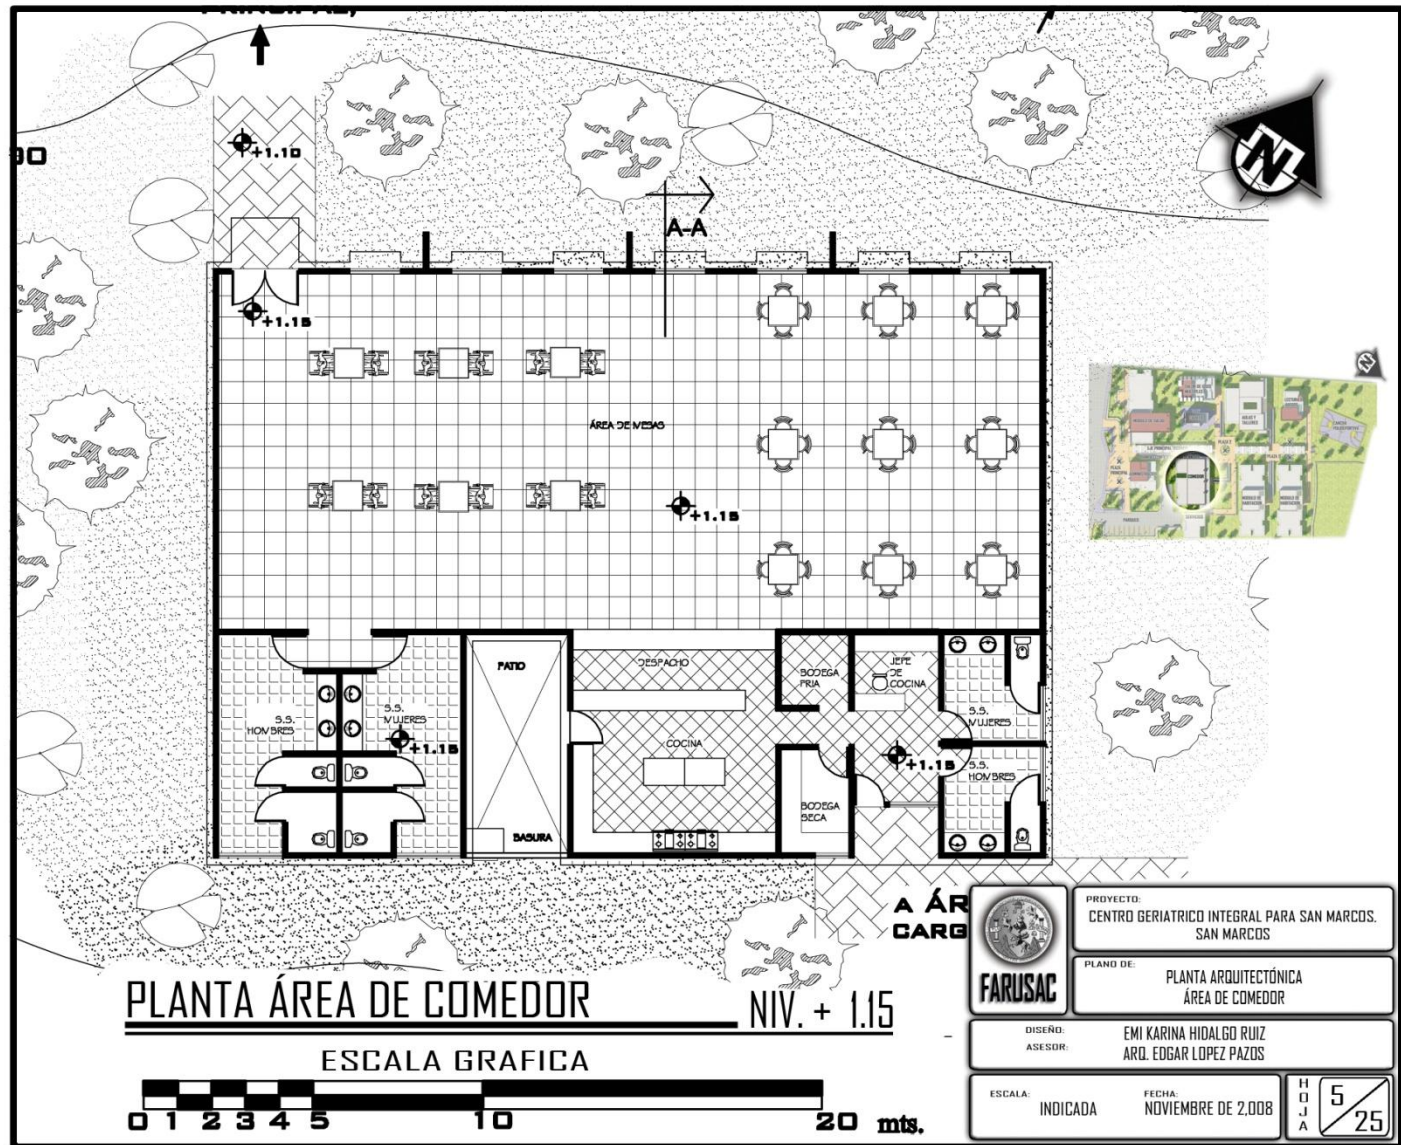 PRINCIPAL,
+1.10
A-A
+1.15
ÁREA DE MESAS
+1.15
COMEDOR
PARQUEO
PATIO
DESPACHO
BODEGA
FRIA
JEFE
DE
COCINA
S.S.
HOMBRES
S.S.
MUJERES
+1.15
COCINA
S.S.
MUJERES
+1.15
S.S.
HOMBRES
BODEGA
SECA
BASURA
A ÁR
CARG
PLANTA ÁREA DE COMEDOR
NIV. + 1.15
ESCALA GRAFICA
0 1 2 3 4 5 10 20 mts.
FARUSAC
PROYECTO:
CENTRO GERIATRICO INTEGRAL PARA SAN MARCOS.
SAN MARCOS
PLANO DE:
PLANTA ARQUITECTÓNICA
ÁREA DE COMEDOR
DISEÑO: EMI KARINA HIDALGO RUIZ
ASESOR: ARQ. EDGAR LOPEZ PAZOS
ESCALA: INDICADA
FECHA: NOVIEMBRE DE 2,008
HOJA
5/25
N